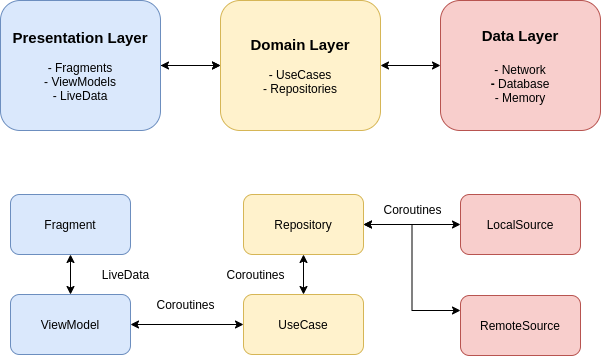 Presentation Layer
- Fragments
- ViewModels
- LiveData
Domain Layer
- UseCases
- Repositories
Data Layer
- Network
- Database
- Memory
Fragment
Repository
Coroutines
LocalSource
LiveData
Coroutines
ViewModel
Coroutines
UseCase
RemoteSource